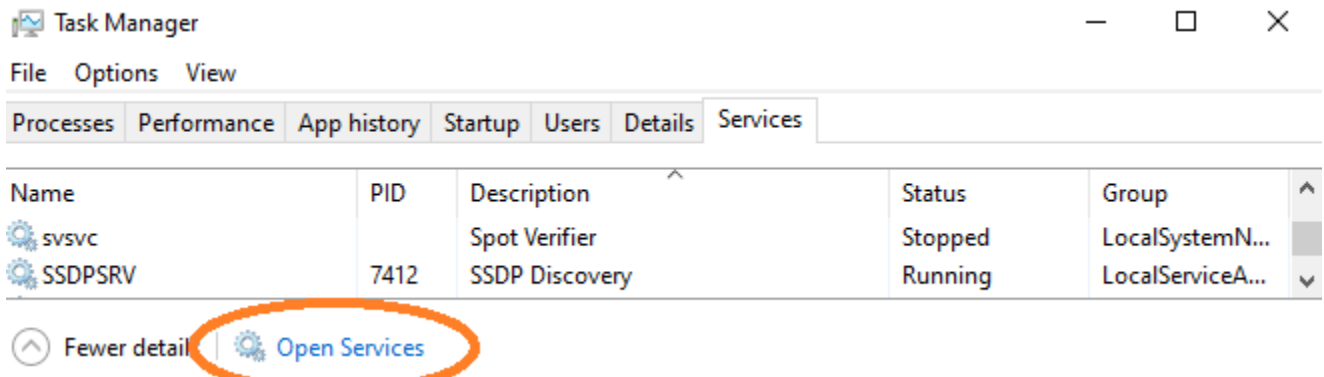 Task Manager
File Options View
Processes Performance App history Startup Users Details Services
Name PID Description Status Group
svsvc Spot Verifier Stopped LocalSystemN...
SSDPSRV 7412 SSDP Discovery Running LocalServiceA...
Fewer detail Open Services